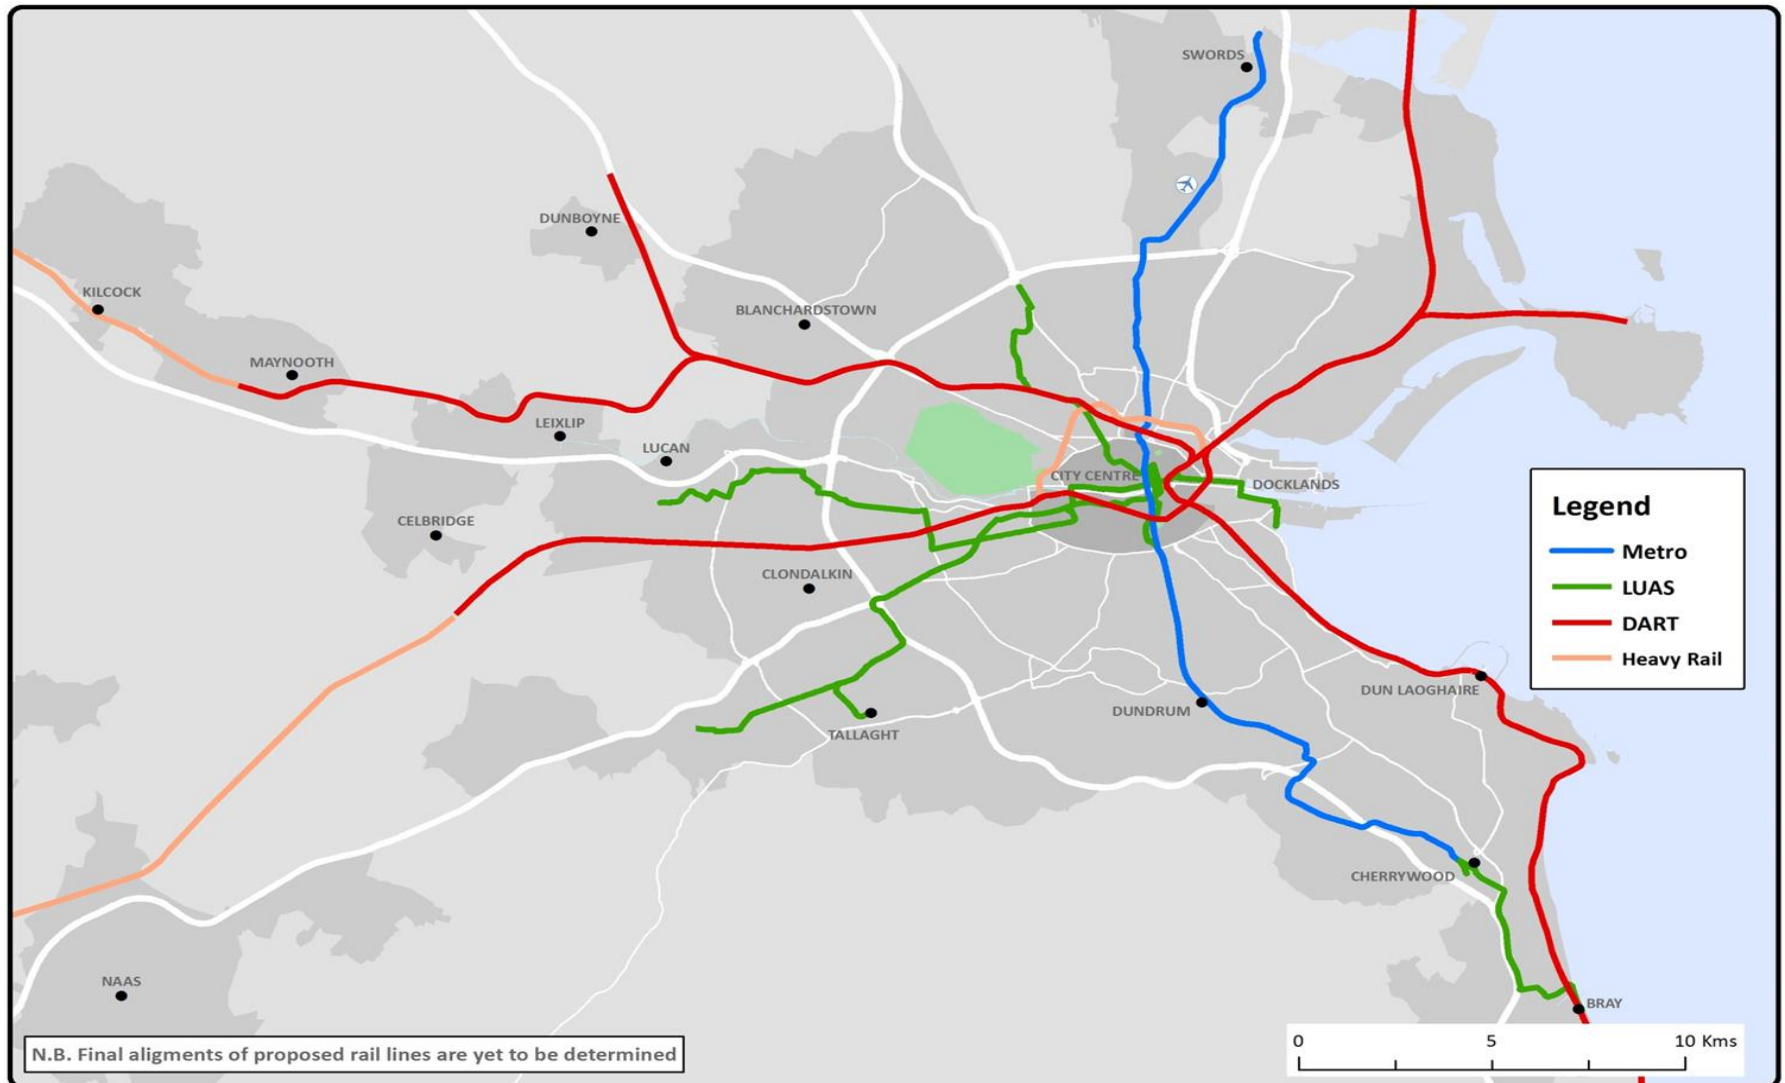 SWORDS
DUNBOYNE
KILCOCK
BLANCHARDSTOWN
MAYNOOTH
LEIXLIP
LUCAN
CITY CENTRE
DOCKLANDS
CELBRIDGE
CLONDALKIN
DUN LAOGHAIRE
DUNDRUM
TALLAGHT
CHERRYWOOD
NAAS
BRAY
Legend
Metro
LUAS
DART
Heavy Rail
0 5 10 Kms
N.B. Final aligments of proposed rail lines are yet to be determined